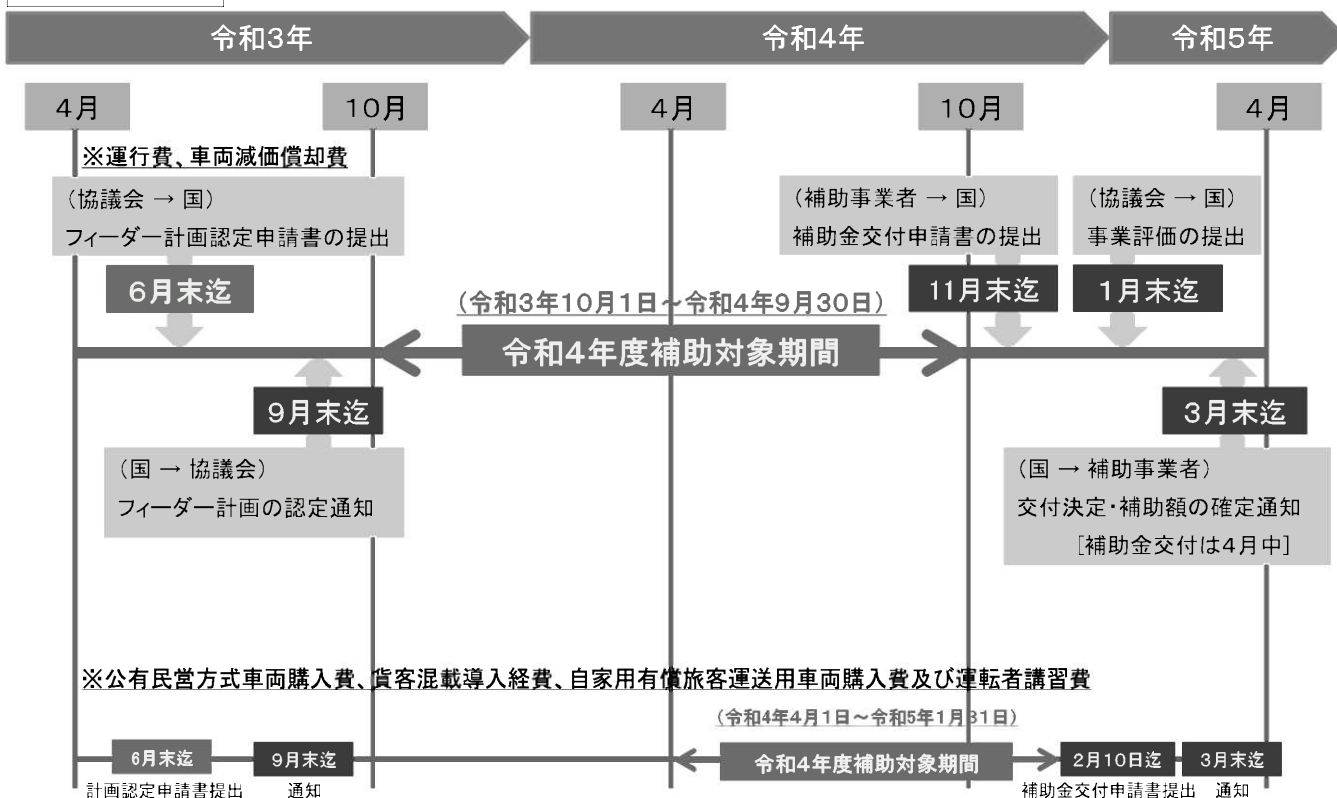 令和3年
令和4年
令和5年
4月
10月
4月
10月
4月
※運行費、車両減価償却費
(協議会 → 国)
フィーダー計画認定申請書の提出
6月末迄
(補助事業者 → 国)
補助金交付申請書の提出
11月末迄
(協議会 → 国)
事業評価の提出
1月末迄
(令和3年10月1日～令和4年9月30日)
令和4年度補助対象期間
9月末迄
(国 → 協議会)
フィーダー計画の認定通知
3月末迄
(国 → 補助事業者)
交付決定・補助額の確定通知
[補助金交付は4月中]
※公有民営方式車両購入費、貨客混載導入経費、自家用有償旅客運送用車両購入費及び運転者講習費
(令和4年4月1日～令和5年1月31日)
6月末迄
9月末迄
令和4年度補助対象期間
2月10日迄
3月末迄
計画認定申請書提出
通知
補助金交付申請書提出
通知